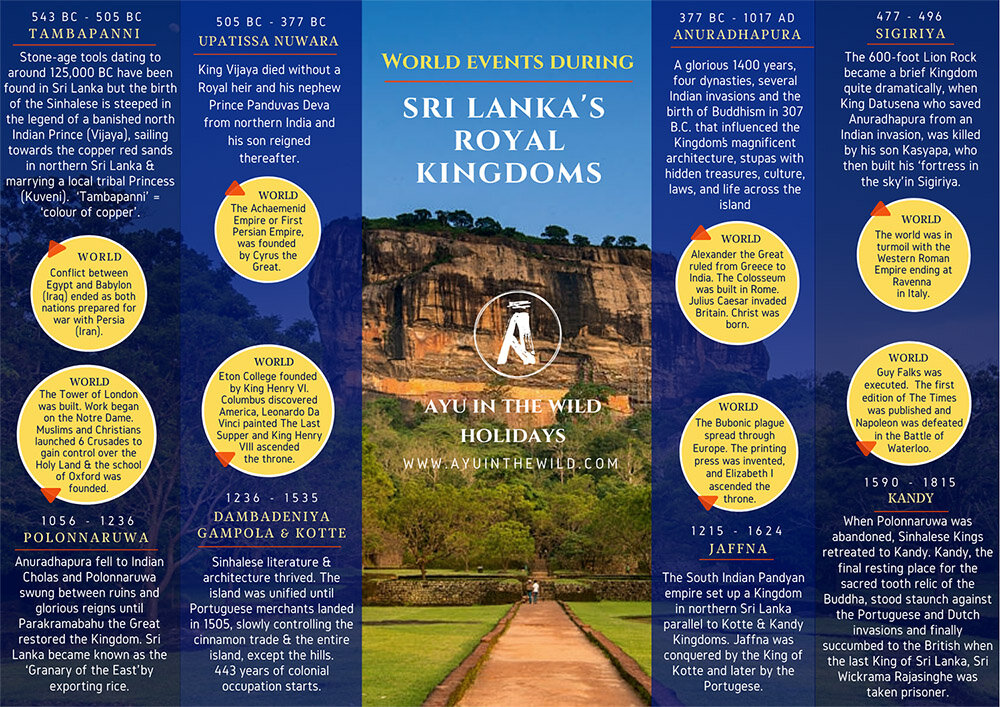 543 BC - 505 BC
TAMBAPANNI
Stone-age tools dating to
around 125,000 BC have been
found in Sri Lanka but the birth
of the Sinhalese is steeped in
the legend of a banished north
Indian Prince (Vijaya), sailing
towards the copper red sands
in northern Sri Lanka &
marrying a local tribal Princess
(Kuveni). 'Tambapanni' =
'colour of copper'.
WORLD
Conflict between
Egypt and Babylon
(Iraq) ended as both
nations prepared for
war with Persia
(Iran).
WORLD
The Tower of London
was built. Work began
on the Notre Dame.
Muslims and Christians
launched 6 Crusades to
gain control over the
Holy Land & the school
of Oxford was
founded.
1056 - 1236
POLONNARUWA
Anuradhapura fell to Indian
Cholas and Polonnaruwa
swung between ruins and
glorious reigns until
Parakramabahu the Great
restored the Kingdom. Sri
Lanka became known as the
'Granary of the East'by
exporting rice.
505 BC - 377 BC
UPATISSA NUWARA
King Vijaya died without a
Royal heir and his nephew
Prince Panduvas Deva
from northern India and
his son reigned
thereafter.
WORLD
The Achaemenid
Empire or First
Persian Empire,
was founded
by Cyrus the
Great.
WORLD
Eton College founded
by King Henry VI.
Columbus discovered
America, Leonardo Da
Vinci painted The Last
Supper and King Henry
VIII ascended
the throne.
1236 - 1535
DAMBADENIYA
GAMPOLA & KOTTE
Sinhalese literature &
architecture thrived. The
island was unified until
Portuguese merchants landed
in 1505, slowly controlling the
cinnamon trade & the entire
island, except the hills.
443 years of colonial
occupation starts.
WORLD EVENTS DURING
SRI LANKA'S
ROYAL
KINGDOMS
A
AYU IN THE WILD
HOLIDAYS
WWW.AYUINTHEWILD.COM
377 BC - 1017 AD
ANURADHAPURA
A glorious 1400 years,
four dynasties, several
Indian invasions and the
birth of Buddhism in 307
B.C. that influenced the
Kingdom's magnificent
architecture, stupas with
hidden treasures, culture,
laws, and life across the
island
WORLD
Alexander the Great
ruled from Greece to
India. The Colosseum
was built in Rome.
Julius Caesar invaded
Britain. Christ was
born.
WORLD
The Bubonic plague
spread through
Europe. The printing
press was invented,
and Elizabeth I
ascended the
throne.
1215 - 1624
JAFFNA
The South Indian Pandyan
empire set up a Kingdom
in northern Sri Lanka
parallel to Kotte & Kandy
Kingdoms. Jaffna was
conquered by the King of
Kotte and later by the
Portugese.
477 - 496
SIGIRIYA
The 600-foot Lion Rock
became a brief Kingdom
quite dramatically, when
King Datusena who saved
Anuradhapura from an
Indian invasion, was killed
by his son Kasyapa, who
then built his 'fortress in
the sky'in Sigiriya.
WORLD
The world was in
turmoil with the
Western Roman
Empire ending at
Ravenna
in Italy.
WORLD
Guy Falks was
executed. The first
edition of The Times
was published and
Napoleon was defeated
in the Battle of
Waterloo.
1590 - 1815
KANDY
When Polonnaruwa was
abandoned, Sinhalese Kings
retreated to Kandy. Kandy, the
final resting place for the
sacred tooth relic of the
Buddha, stood staunch against
the Portuguese and Dutch
invasions and finally
succumbed to the British when
the last King of Sri Lanka, Sri
Wickrama Rajasinghe was
taken prisoner.